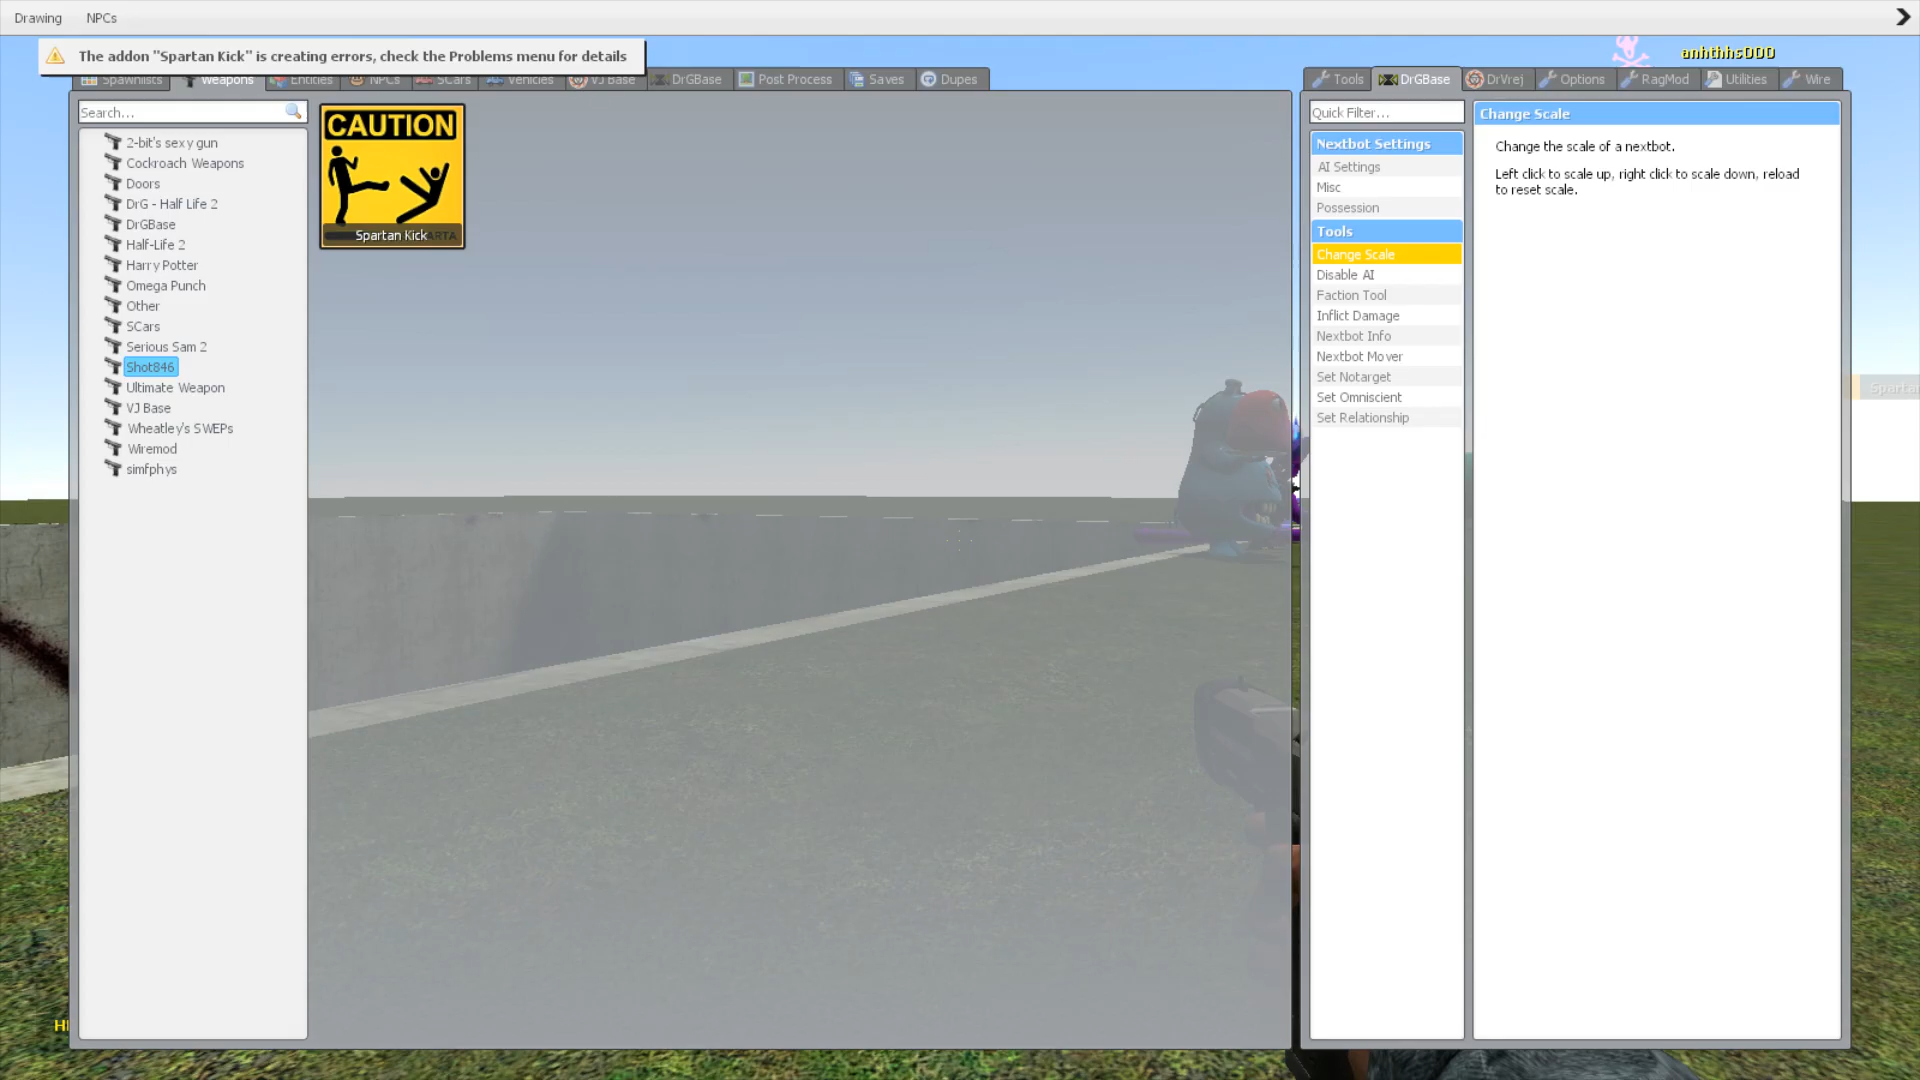 Drawing NPCs
The addon "Spartan Kick" is creating errors, check the Problems menu for details
anhthhs000
Spawnlists Weapons Entities NPCs SCars Vehicles VJ Base DrGBase Post Process Saves Dupes
Tools DrGBase DrVrej Options RagMod Utilities Wire
Search...
2-bit's sexy gun
Cockroach Weapons
Doors
DrG - Half Life 2
DrGBase
Half-Life 2
Harry Potter
Omega Punch
Other
SCars
Serious Sam 2
Shot846
Ultimate Weapon
VJ Base
Wheatley's SWEPs
Wiremod
simfphys
CAUTION
Spartan Kick
Quick Filter...
Nextbot Settings
AI Settings
Misc
Possession
Tools
Change Scale
Disable AI
Faction Tool
Inflict Damage
Nextbot Info
Nextbot Mover
Set Notarget
Set Omniscient
Set Relationship
Change Scale
Change the scale of a nextbot.
Left click to scale up, right click to scale down, reload
to reset scale.